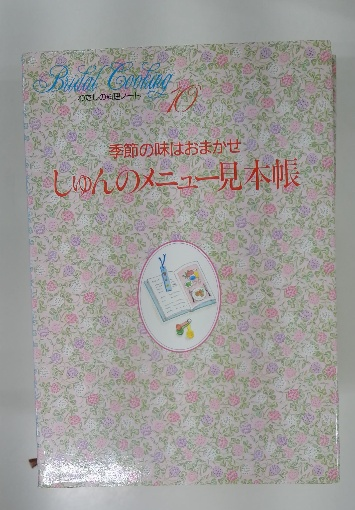 Bridal Cooking
わたしの料理ノート
10
季節の味はおまかせ
しゅんのメニュー見本帳